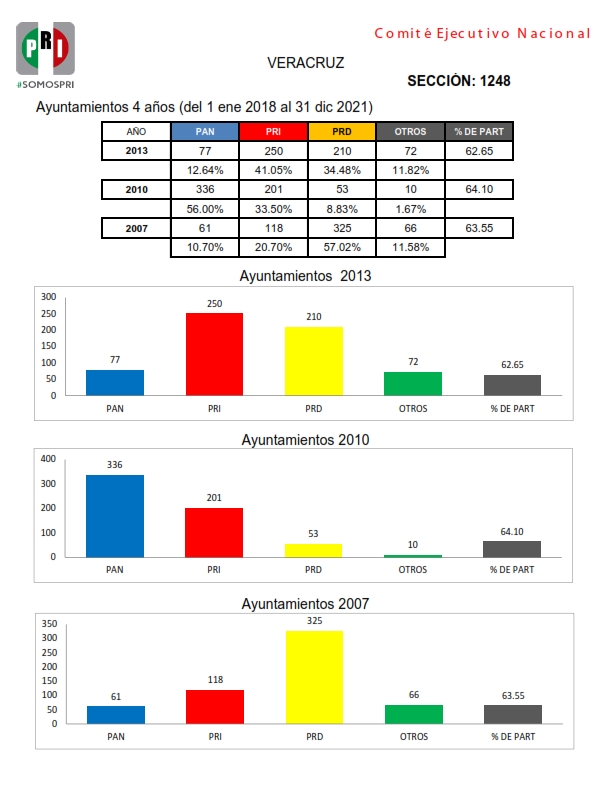 Comité Ejecutivo Nacional
PRI
#SOMOSPRI
VERACRUZ
SECCIÓN: 1248
Ayuntamientos 4 años (del 1 ene 2018 al 31 dic 2021)
AÑO PAN PRI PRD OTROS % DE PART
2013 77 250 210 72 62.65
12.64% 41.05% 34.48% 11.82%
2010 336 201 53 10 64.10
56.00% 33.50% 8.83% 1.67%
2007 61 118 325 66 63.55
10.70% 20.70% 57.02% 11.58%
Ayuntamientos 2013
300
250
200
150
100
50
0
77 250 210 72 62.65
PAN PRI PRD OTROS % DE PART
Ayuntamientos 2010
400
300
200
100
0
336 201 53 10 64.10
PAN PRI PRD OTROS % DE PART
Ayuntamientos 2007
350
300
250
200
150
100
50
0
61 118 325 66 63.55
PAN PRI PRD OTROS % DE PART